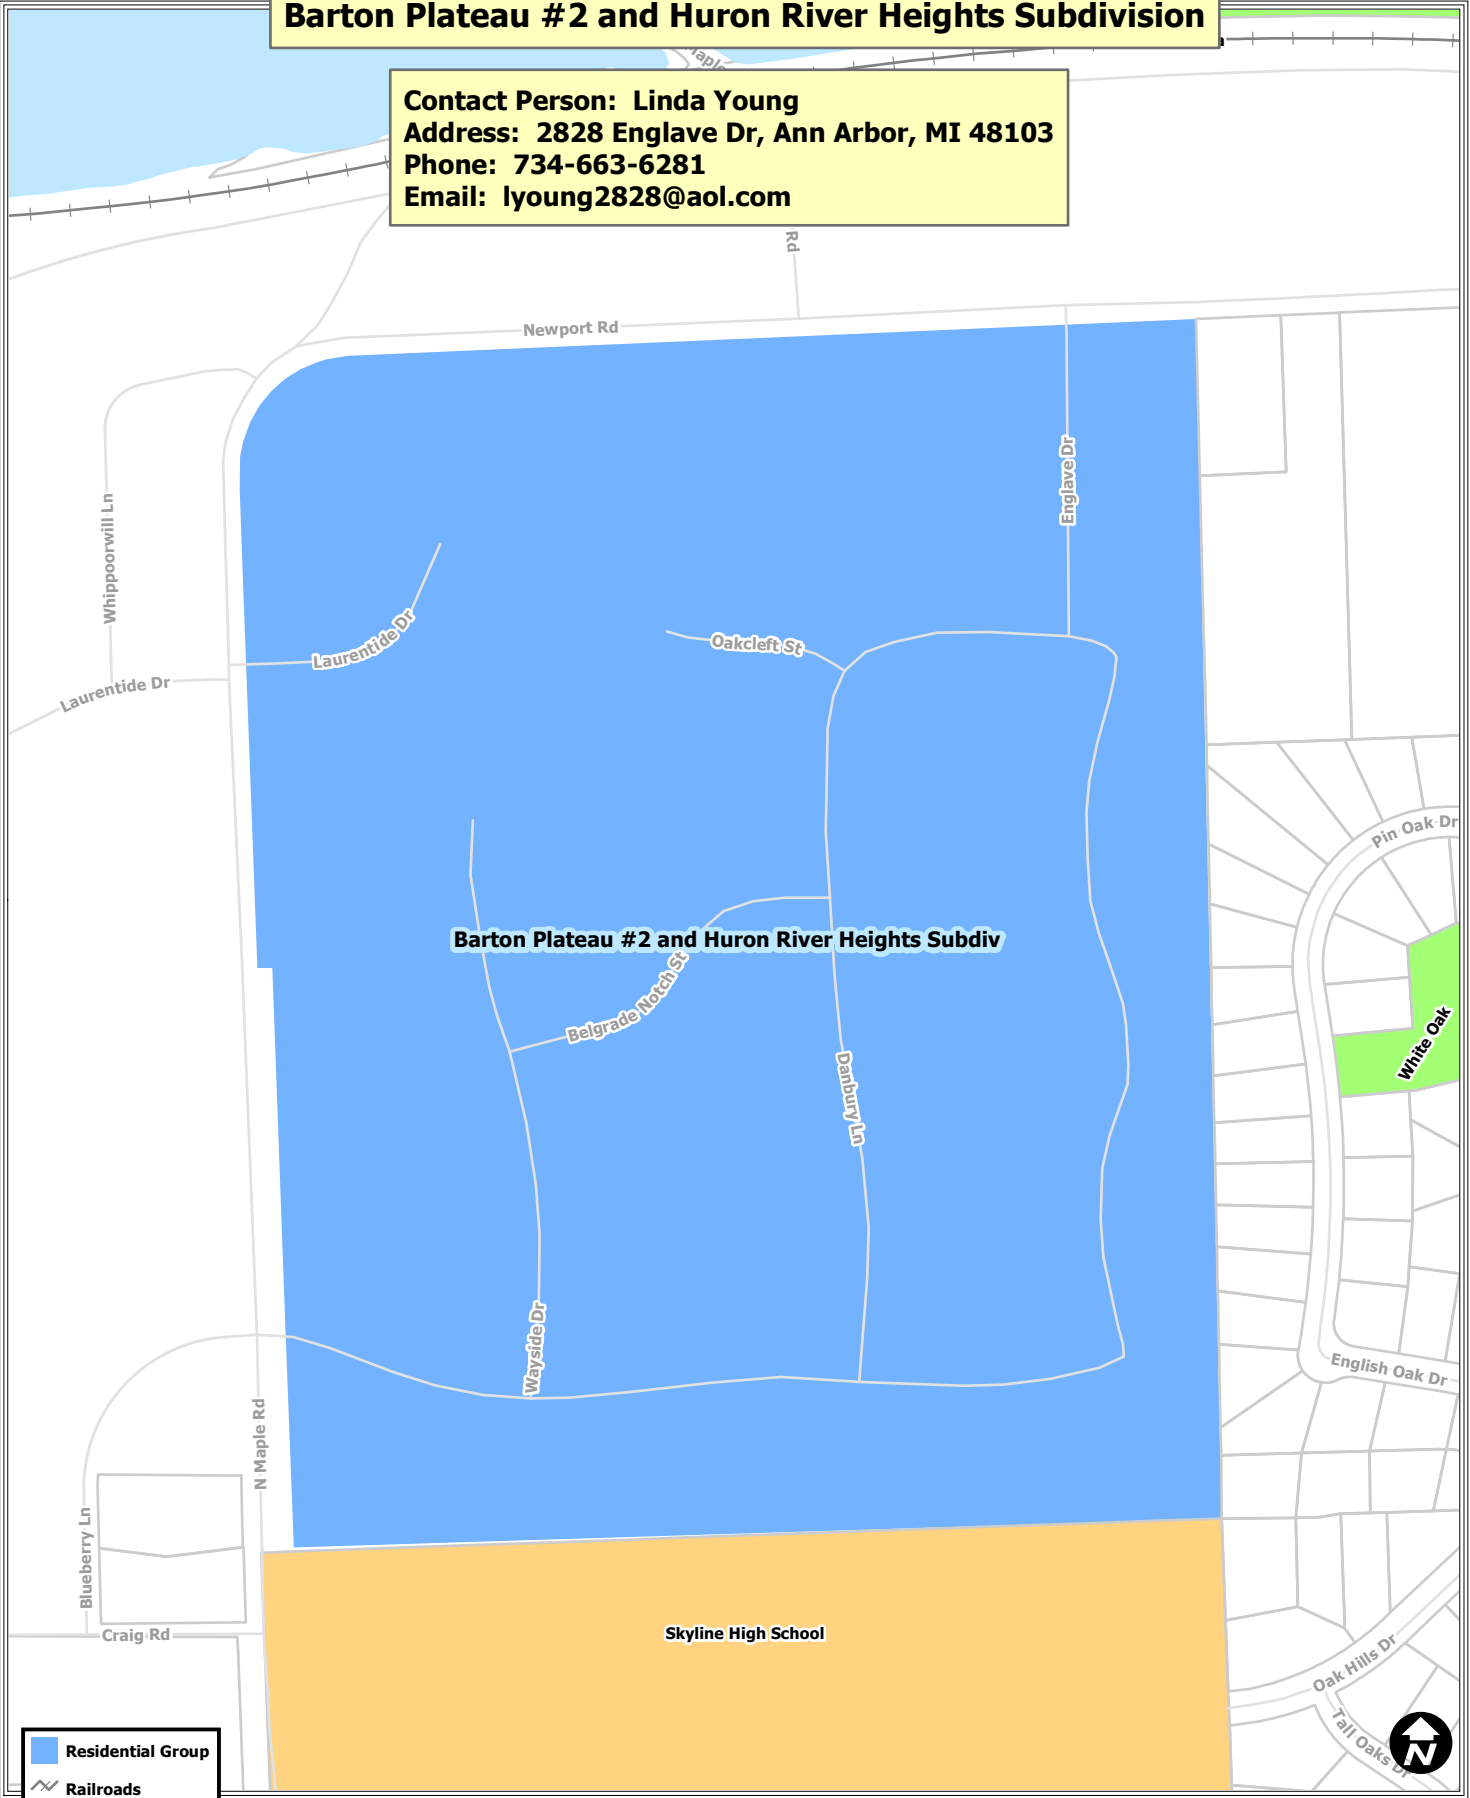 Barton Plateau #2 and Huron River Heights Subdivision
Maple
a
Contact Person:  Linda Young
Address:  2828 Englave Dr, Ann Arbor, MI 48103
Phone:  734-663-6281
Email:  lyoung2828@aol.com
Rd
Newport Rd
Englave Dr
Whippoorwill Ln
Laurentide Dr
Oakcleft St
Laurentide Dr
Pin Oak Dr
Barton Plateau #2 and Huron River Heights Subdiv
Belgrade Notch St
White Oak
Danbury Ln
Wayside Dr
English Oak Dr
N Maple Rd
Blueberry Ln
Craig Rd
Skyline High School
Oak Hills Dr
Tall Oaks Dr
Residential Group
Railroads
N